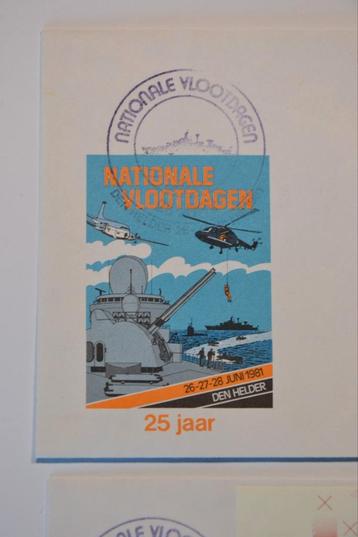 NATIONALE VLOOTDAGEN
NATIONALE
VLOOTDAGEN
26-27-28 JUNI 1981
DEN HELDER
25 jaar